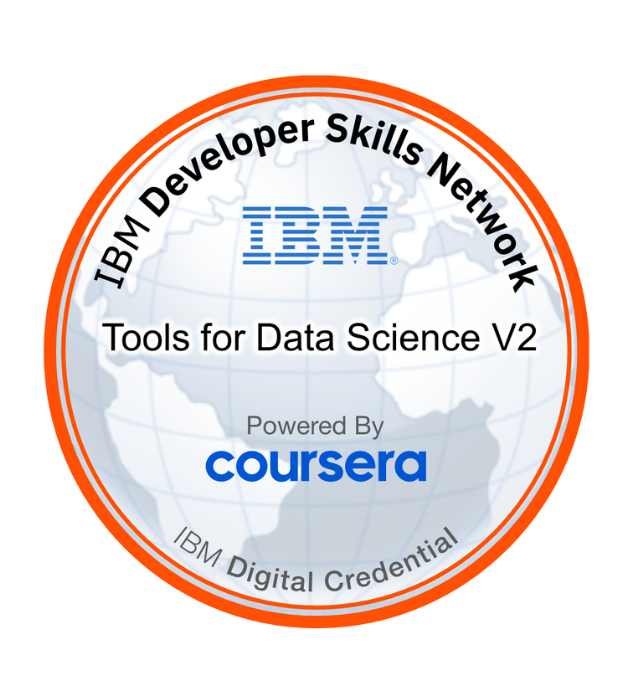 IBM Developer Skills Network
IBM®
Tools for Data Science V2
Powered By
coursera
IBM Digital Credential